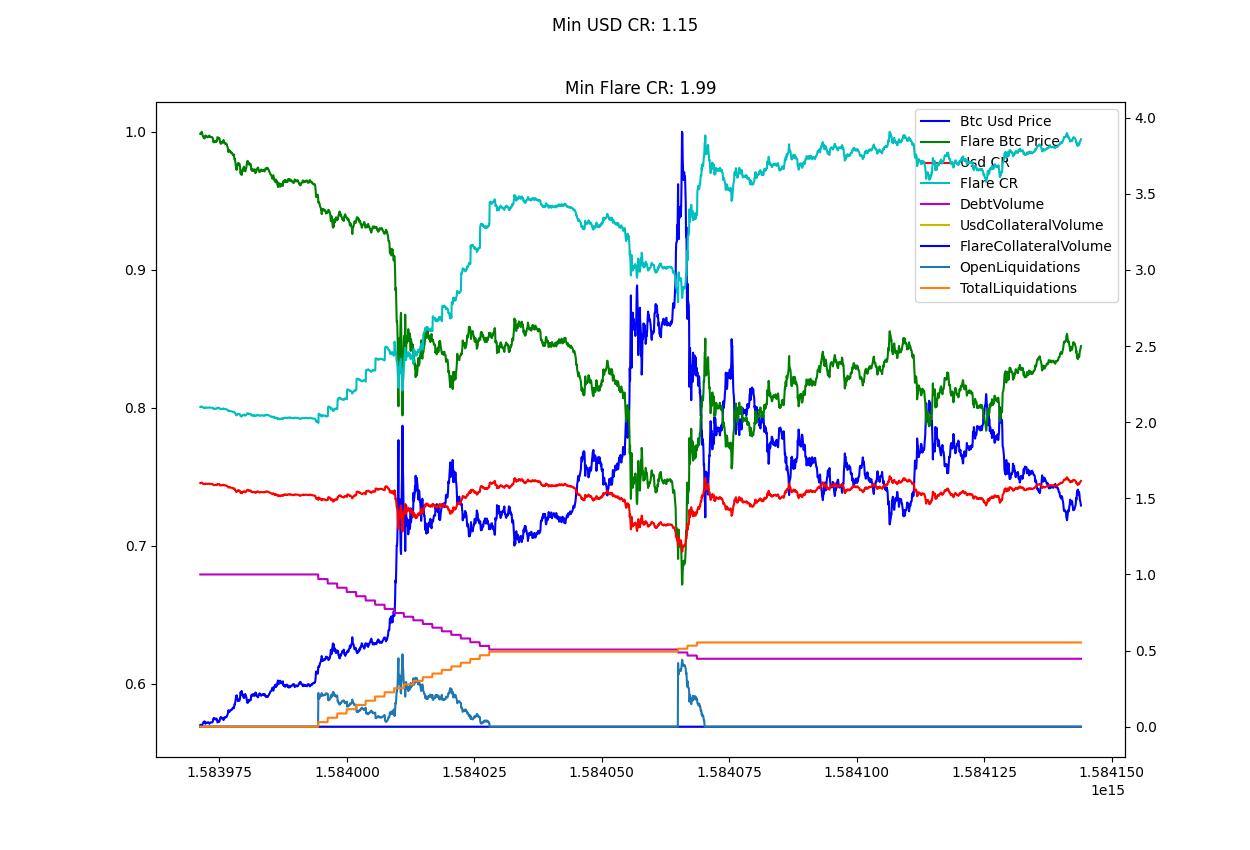 Min USD CR: 1.15
Min Flare CR: 1.99
1.0
0.9
0.8
0.7
0.6
4.0
3.5
3.0
2.5
2.0
1.5
1.0
0.5
0.0
Btc Usd Price
Flare Btc Price
Usd CR
Flare CR
DebtVolume
UsdCollateralVolume
FlareCollateralVolume
OpenLiquidations
TotalLiquidations
1.583975
1.584000
1.584025
1.584050
1.584075
1.584100
1.584125
1.584150
1e15